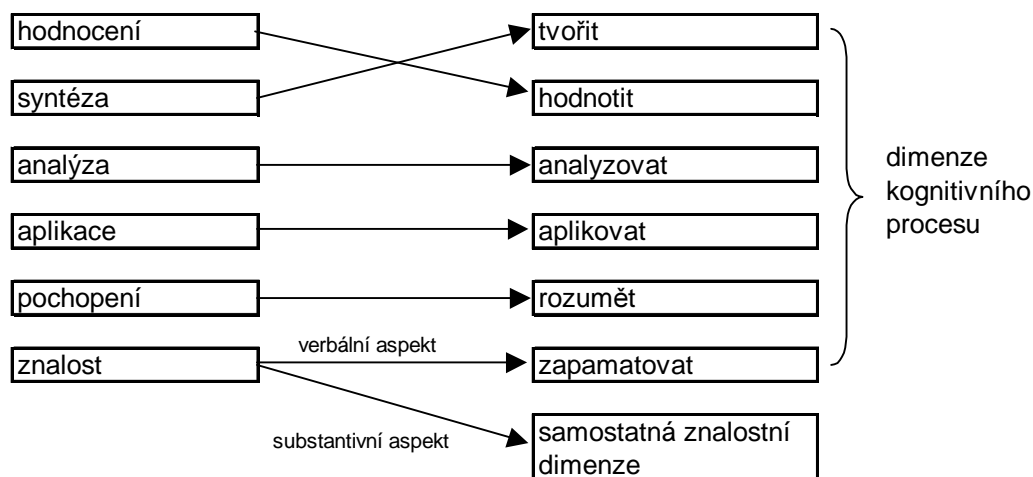 hodnocení
tvořit
syntéza
hodnotit
analýza
analyzovat
dimenze
kognitivního
procesu
aplikace
aplikovat
pochopení
rozumět
verbální aspekt
znalost
zapamatovat
substantivní aspekt
samostatná znalostní
dimenze